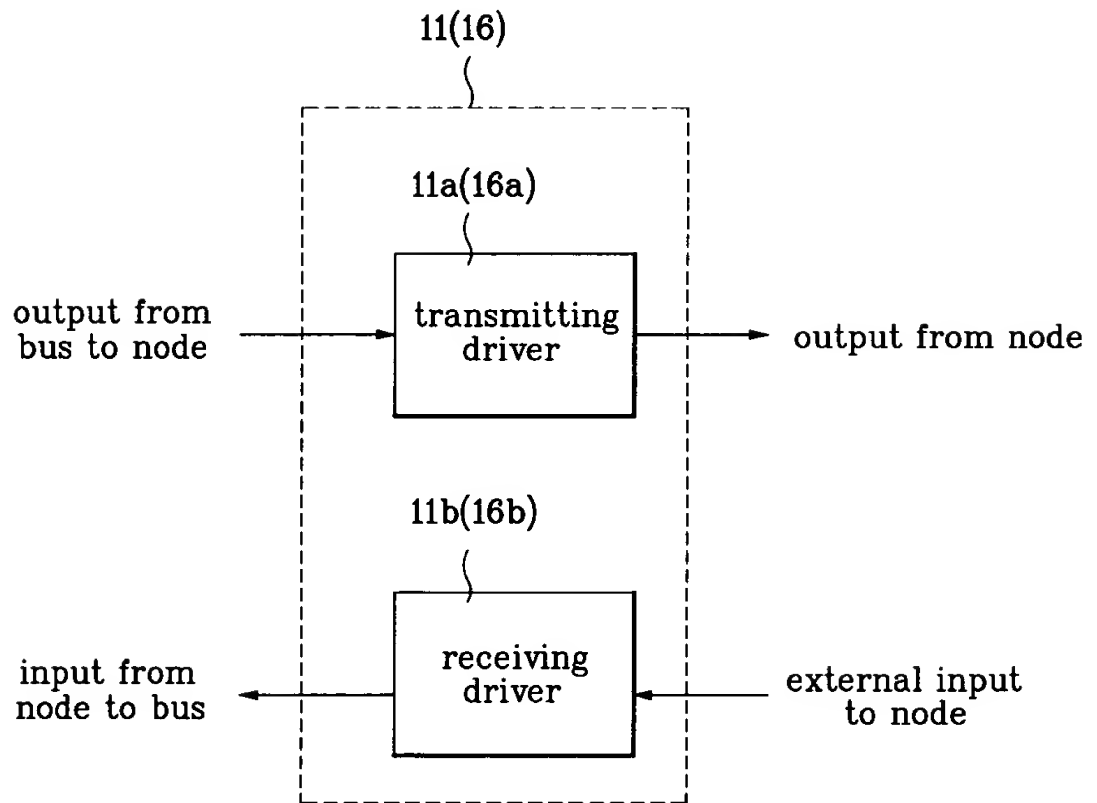 11(16)
11a(16a)
output from
bus to node
transmitting
driver
output from node
11b(16b)
input from
node to bus
receiving
driver
external input
to node